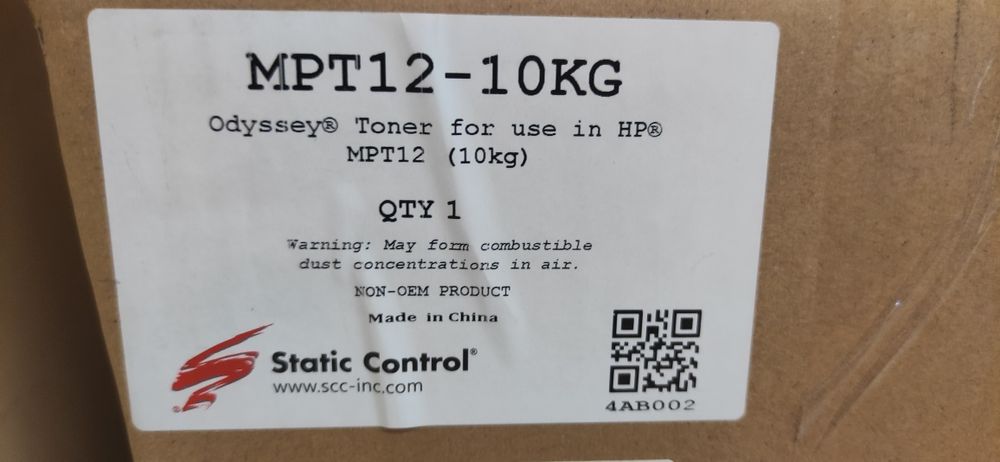 MPT12-10KG
Odyssey® Toner for use in HP®
MPT12 (10kg)
QTY 1
Warning: May form combustible
dust concentrations in air.
NON-OEM PRODUCT
Made in China
Static Control®
www.scc-inc.com
4AB002